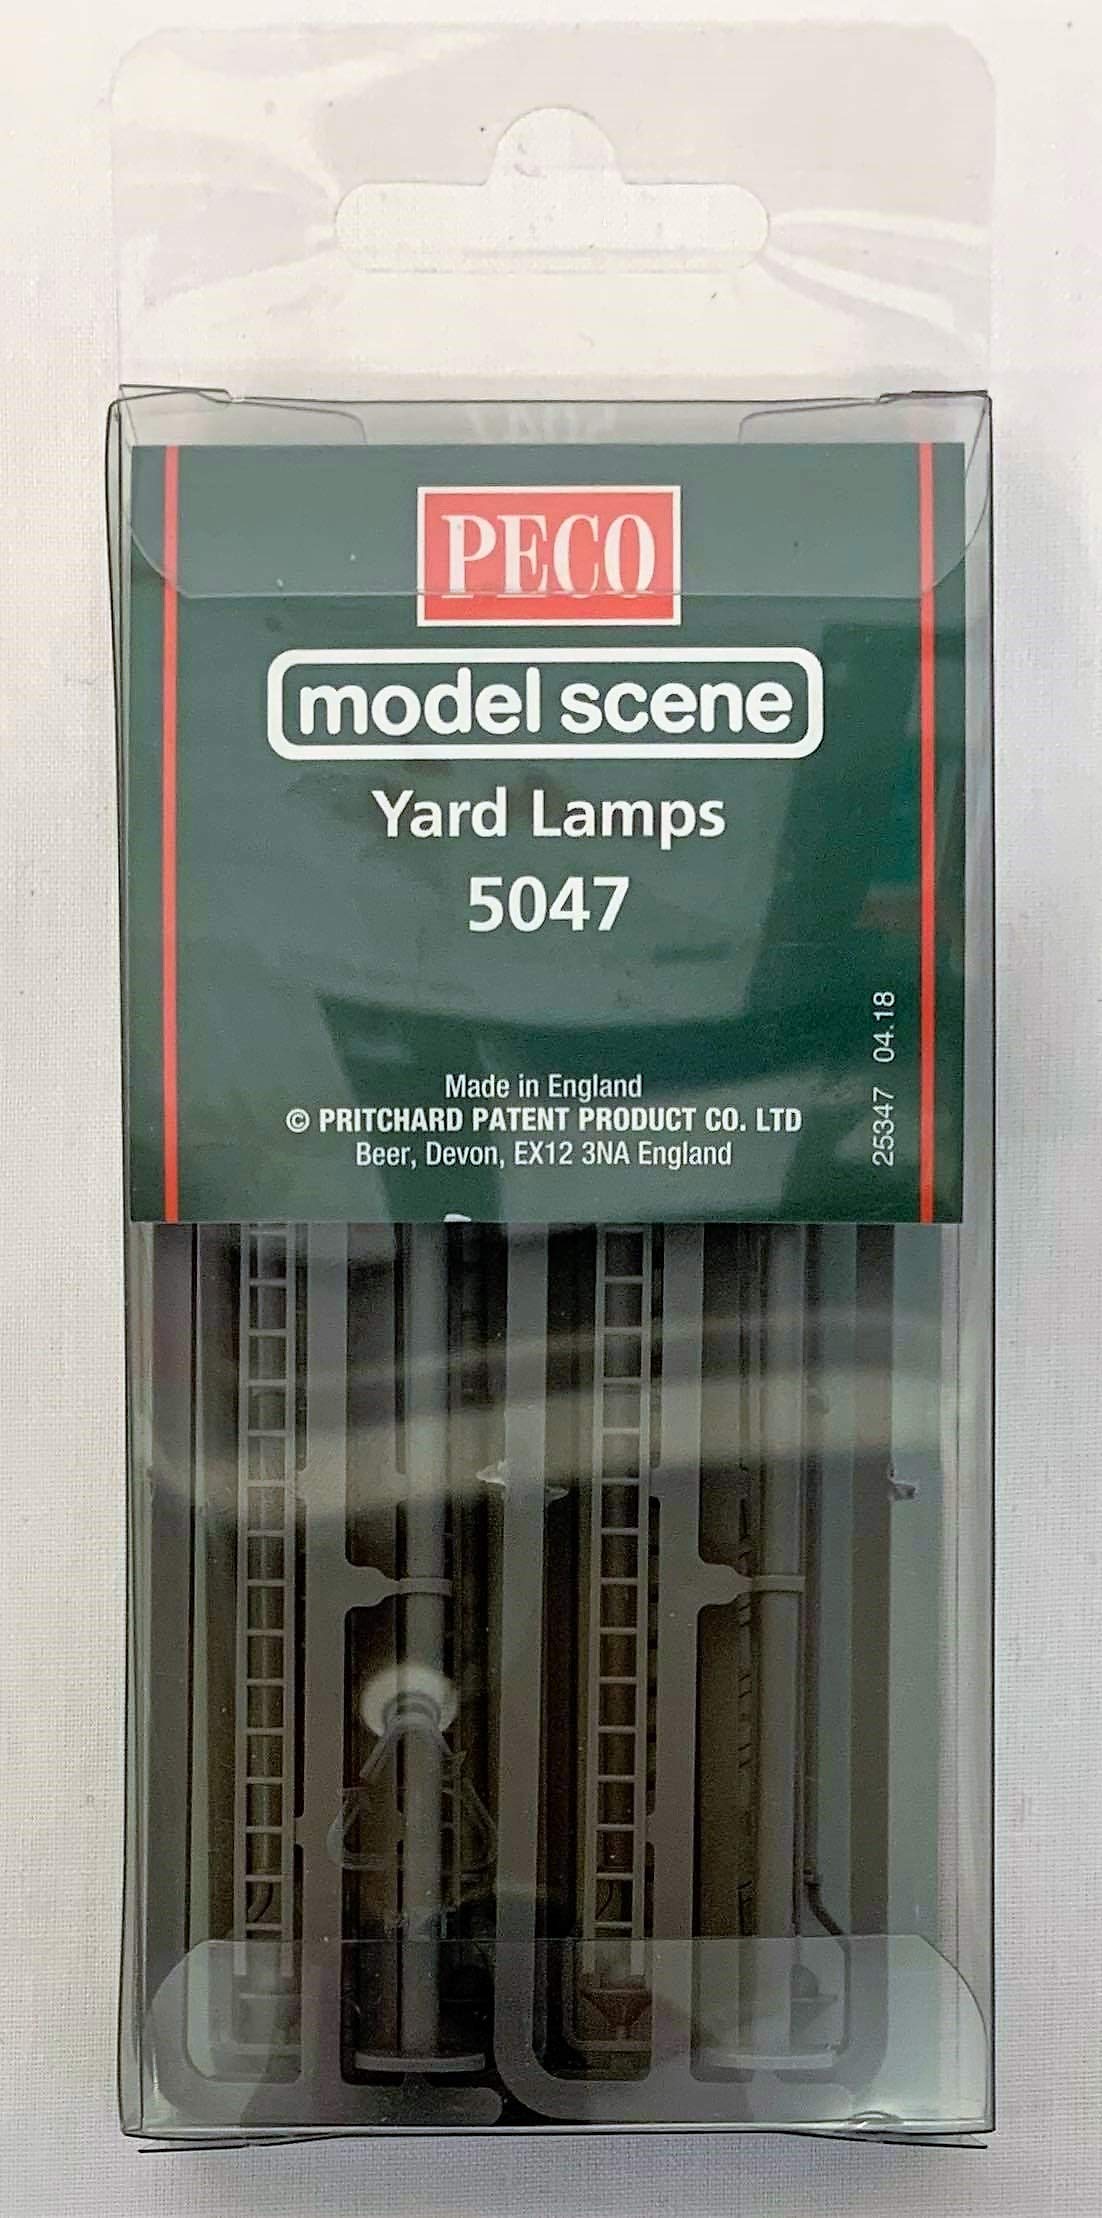 PECO
model scene
Yard Lamps
5047
Made in England
© PRITCHARD PATENT PRODUCT CO. LTD
Beer, Devon, EX12 3NA England
25347 04.18